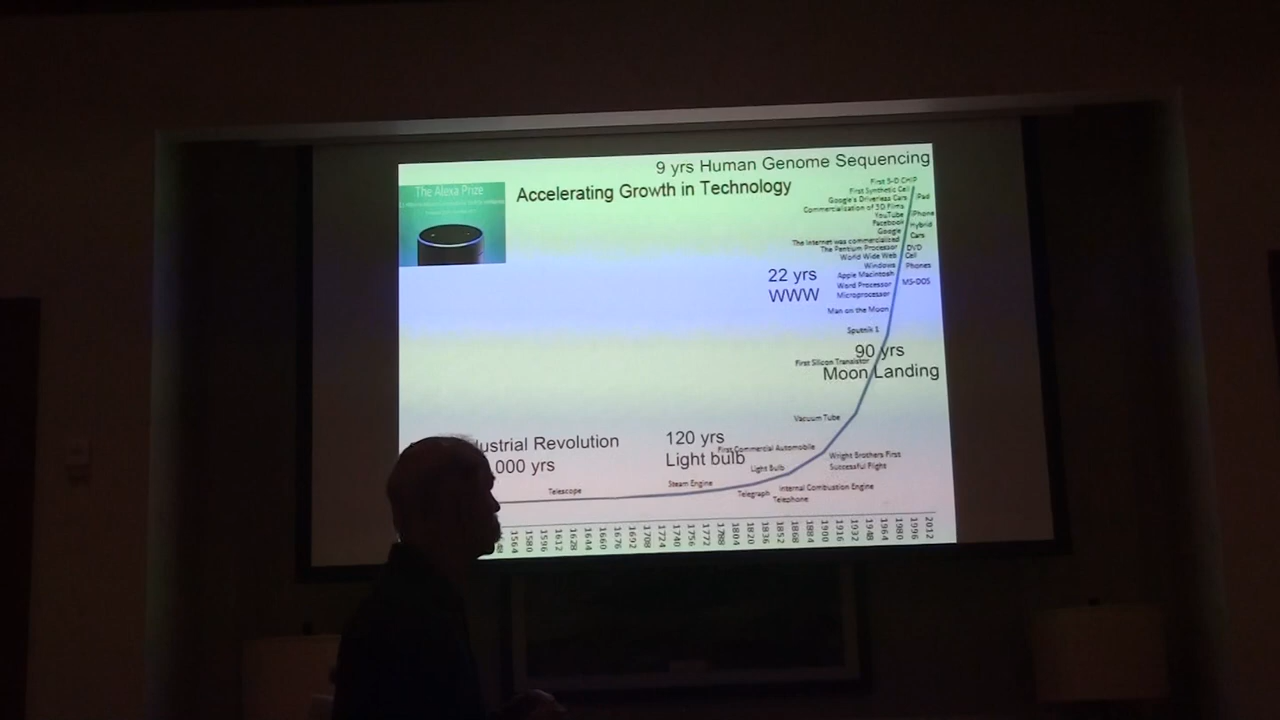 9 yrs Human Genome Sequencing
Accelerating Growth in Technology
The Alexa Prize
First 5-D CHIP
First Synthetic Cell
Google's Driverless Cars
iPad
Commercialisation of 3D Films
YouTube
iPhone
Facebook
Hybrid
Google
Cars
The Internet was commercialized
The Pentium Processor
DVD
World Wide Web
Cell
Windows
Phones
22 yrs
WWW
Apple Macintosh
Word Processor
MS-DOS
Microprocessor
Man on the Moon
Sputnik 1
90 yrs
First Silicon Transistor
Moon Landing
Vacuum Tube
dustrial Revolution
,000 yrs
120 yrs
First Commercial Automobile
Light bulb
Light Bulb
Wright Brothers First
Successful Flight
Telescope
Steam Engine
Telegraph
Internal Combustion Engine
Telephone
48 1564 1580 1596 1612 1628 1644 1660 1676 1692 1708 1724 1740 1756 1772 1788 1804 1820 1836 1852 1868 1884 1900 1916 1932 1948 1964 1980 1996 2012